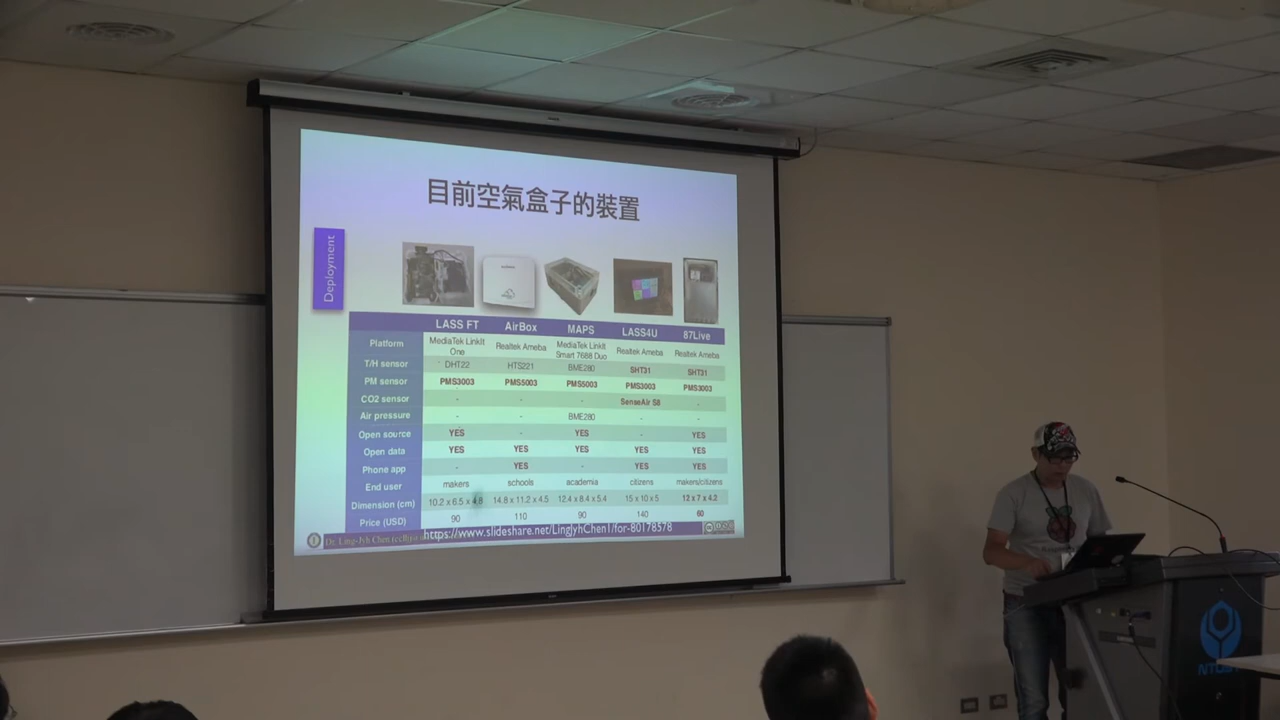 目前空氣盒子的裝置
Deployment
LASS FT AirBox MAPS LASS4U 87Live
Platform MediaTek LinkIt One Realtek Ameba MediaTek LinkIt Smart 7688 Duo Realtek Ameba Realtek Ameba
T/H sensor DHT22 HTS221 BME280 SHT31 SHT31
PM sensor PMS3003 PMS5003 PMS5003 PMS3003 PMS3003
CO2 sensor - - - SenseAir S8 -
Air pressure - - BME280 - -
Open source YES - YES - YES
Open data YES YES YES YES YES
Phone app - YES - YES YES
End user makers schools academia citizens makers/citizens
Dimension (cm) 10.2 x 6.5 x 4.8 14.8 x 11.2 x 4.5 12.4 x 8.4 x 5.4 15 x 10 x 5 12 x 7 x 4.2
Price (USD) 90 110 90 140 60
Dr. Ling-Jyh Chen
https://www.slideshare.net/LingJyhChen1/for-80178578